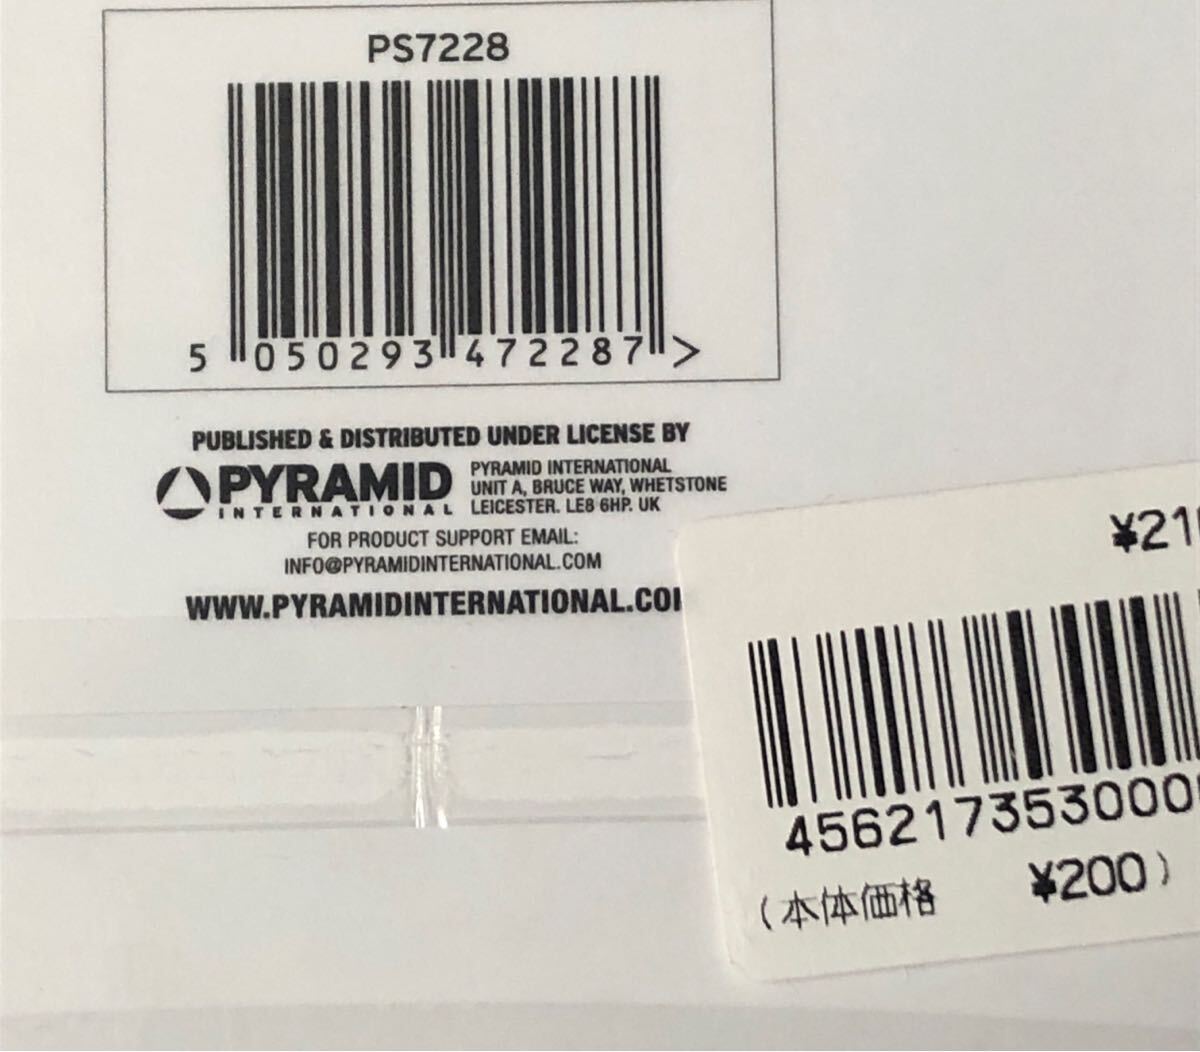 PS7228
5 050293 472287 >
PUBLISHED & DISTRIBUTED UNDER LICENSE BY
PYRAMID
INTERNATIONAL
PYRAMID INTERNATIONAL
UNIT A, BRUCE WAY, WHETSTONE
LEICESTER. LE8 6HP. UK
FOR PRODUCT SUPPORT EMAIL:
INFO@PYRAMIDINTERNATIONAL.COM
WWW.PYRAMIDINTERNATIONAL.CO
¥21
456217353000
(本体価格 ¥200)